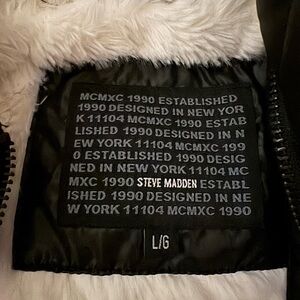 MCMXC 1990 ESTABLISHED
1990 DESIGNED IN NEW YOR
K 11104 MCMXC 1990 ESTAB
LISHED 1990 DESIGNED IN N
EW YORK 11104 MCMXC 199
0 ESTABLISHED 1990 DESIG
NED IN NEW YORK 11104 MC
MXC 1990 STEVE MADDEN ESTABL
ISHED 1990 DESIGNED IN NE
W YORK 11104 MCMXC 1990
L/G